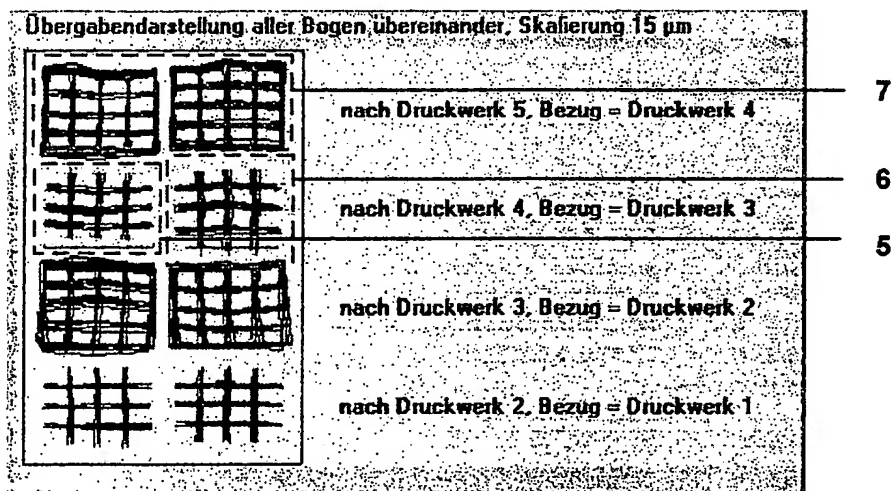 Übergabendarstellung aller Bogen übereinander, Skalierung 15 µm
7
nach Druckwerk 5, Bezug = Druckwerk 4
6
nach Druckwerk 4, Bezug = Druckwerk 3
5
nach Druckwerk 3, Bezug = Druckwerk 2
nach Druckwerk 2, Bezug = Druckwerk 1